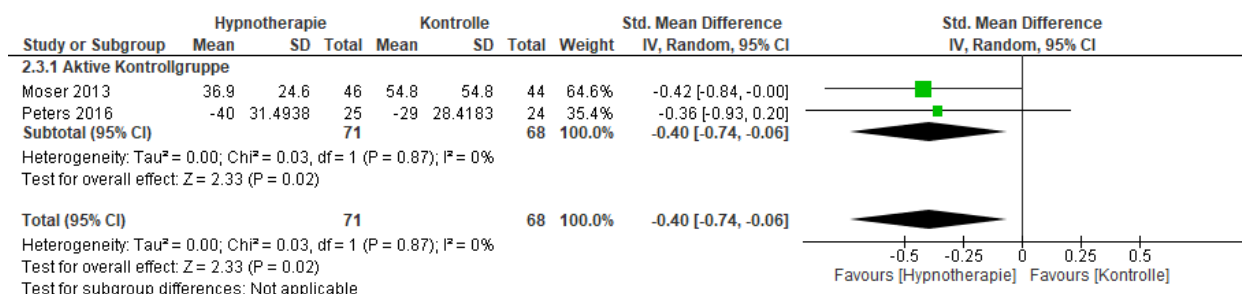 Hypnotherapie Kontrolle Std. Mean Difference Std. Mean Difference
Study or Subgroup Mean SD Total Mean SD Total Weight IV, Random, 95% CI IV, Random, 95% CI
2.3.1 Aktive Kontrollgruppe
Moser 2013 36.9 24.6 46 54.8 54.8 44 64.6% -0.42 [-0.84, -0.00]
Peters 2016 -40 31.4938 25 -29 28.4183 24 35.4% -0.36 [-0.93, 0.20]
Subtotal (95% CI) 71 68 100.0% -0.40 [-0.74, -0.06]
Heterogeneity: Tau² = 0.00; Chi² = 0.03, df = 1 (P = 0.87); I² = 0%
Test for overall effect: Z = 2.33 (P = 0.02)
Total (95% CI) 71 68 100.0% -0.40 [-0.74, -0.06]
Heterogeneity: Tau² = 0.00; Chi² = 0.03, df = 1 (P = 0.87); I² = 0%
Test for overall effect: Z = 2.33 (P = 0.02)
Test for subgroup differences: Not applicable
-0.5 -0.25 0 0.25 0.5
Favours [Hypnotherapie] Favours [Kontrolle]